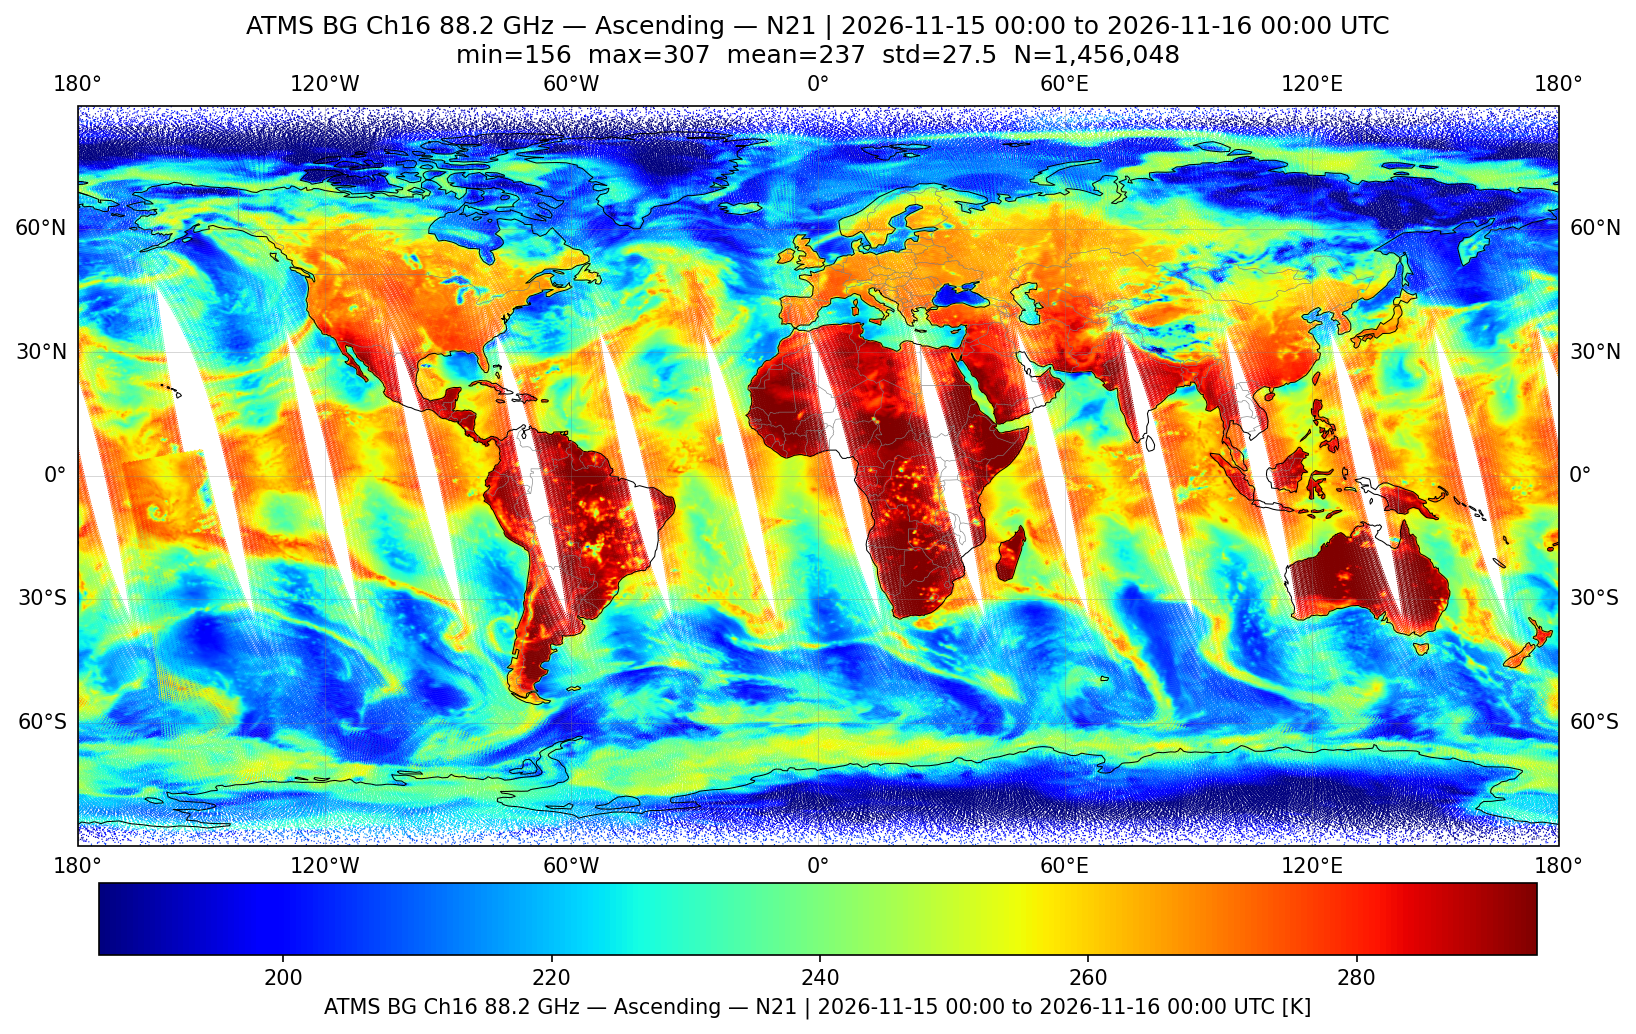 ATMS BG Ch16 88.2 GHz — Ascending — N21 | 2026-11-15 00:00 to 2026-11-16 00:00 UTC
min=156  max=307  mean=237  std=27.5  N=1,456,048
180° 120°W 60°W 0° 60°E 120°E 180°
60°N 60°N
30°N 30°N
0° 0°
30°S 30°S
60°S 60°S
180° 120°W 60°W 0° 60°E 120°E 180°
200 220 240 260 280
ATMS BG Ch16 88.2 GHz — Ascending — N21 | 2026-11-15 00:00 to 2026-11-16 00:00 UTC [K]